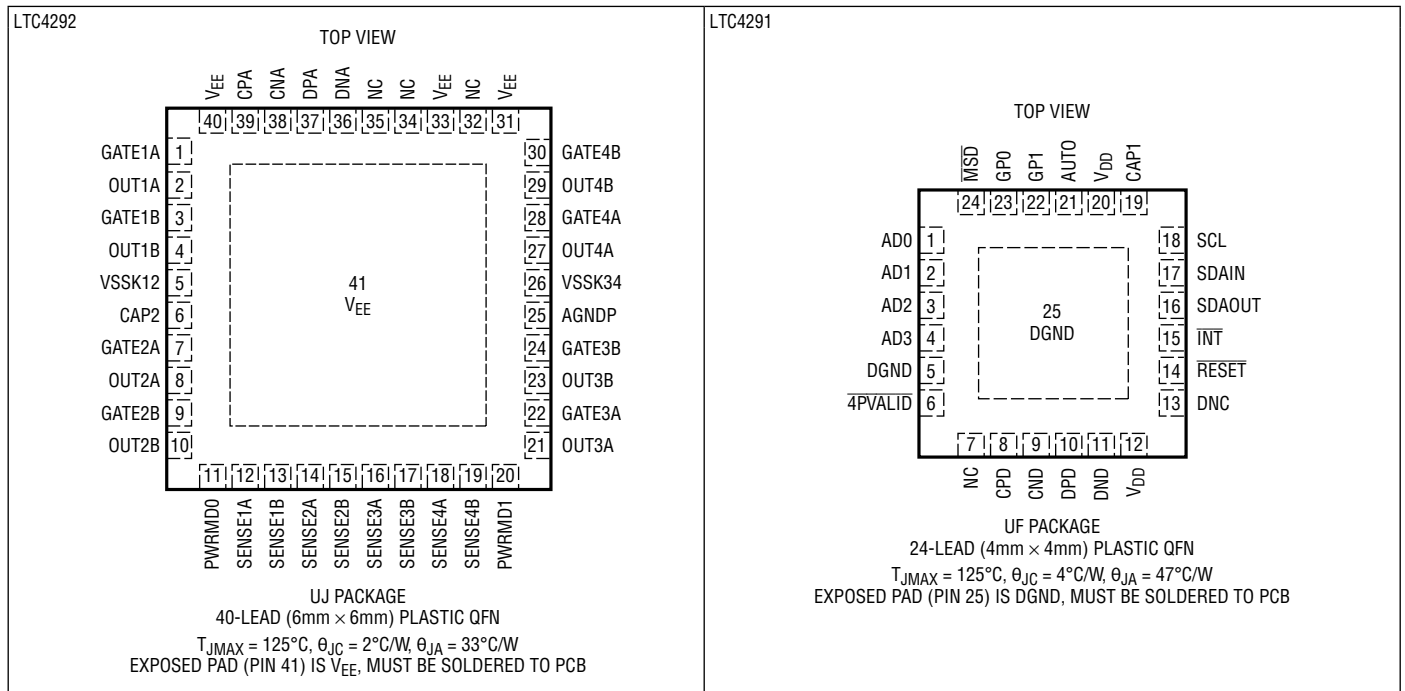 LTC4292
TOP VIEW
VEE CPA CNA DPA DNA NC NC VEE NC VEE
40 39 38 37 36 35 34 33 32 31
GATE1A 1
OUT1A 2
GATE1B 3
OUT1B 4
VSSK12 5
CAP2 6
GATE2A 7
OUT2A 8
GATE2B 9
OUT2B 10
41
VEE
30 GATE4B
29 OUT4B
28 GATE4A
27 OUT4A
26 VSSK34
25 AGNDP
24 GATE3B
23 OUT3B
22 GATE3A
21 OUT3A
11 12 13 14 15 16 17 18 19 20
PWRMD0 SENSE1A SENSE1B SENSE2A SENSE2B SENSE3A SENSE3B SENSE4A SENSE4B PWRMD1
UJ PACKAGE
40-LEAD (6mm × 6mm) PLASTIC QFN
TJMAX = 125°C, θJC = 2°C/W, θJA = 33°C/W
EXPOSED PAD (PIN 41) IS VEE, MUST BE SOLDERED TO PCB
LTC4291
TOP VIEW
MSD GP0 GP1 AUTO VDD CAP1
24 23 22 21 20 19
AD0 1
AD1 2
AD2 3
AD3 4
DGND 5
4PVALID 6
25
DGND
18 SCL
17 SDAIN
16 SDAOUT
15 INT
14 RESET
13 DNC
7 8 9 10 11 12
NC CPD CND DPD DND VDD
UF PACKAGE
24-LEAD (4mm × 4mm) PLASTIC QFN
TJMAX = 125°C, θJC = 4°C/W, θJA = 47°C/W
EXPOSED PAD (PIN 25) IS DGND, MUST BE SOLDERED TO PCB